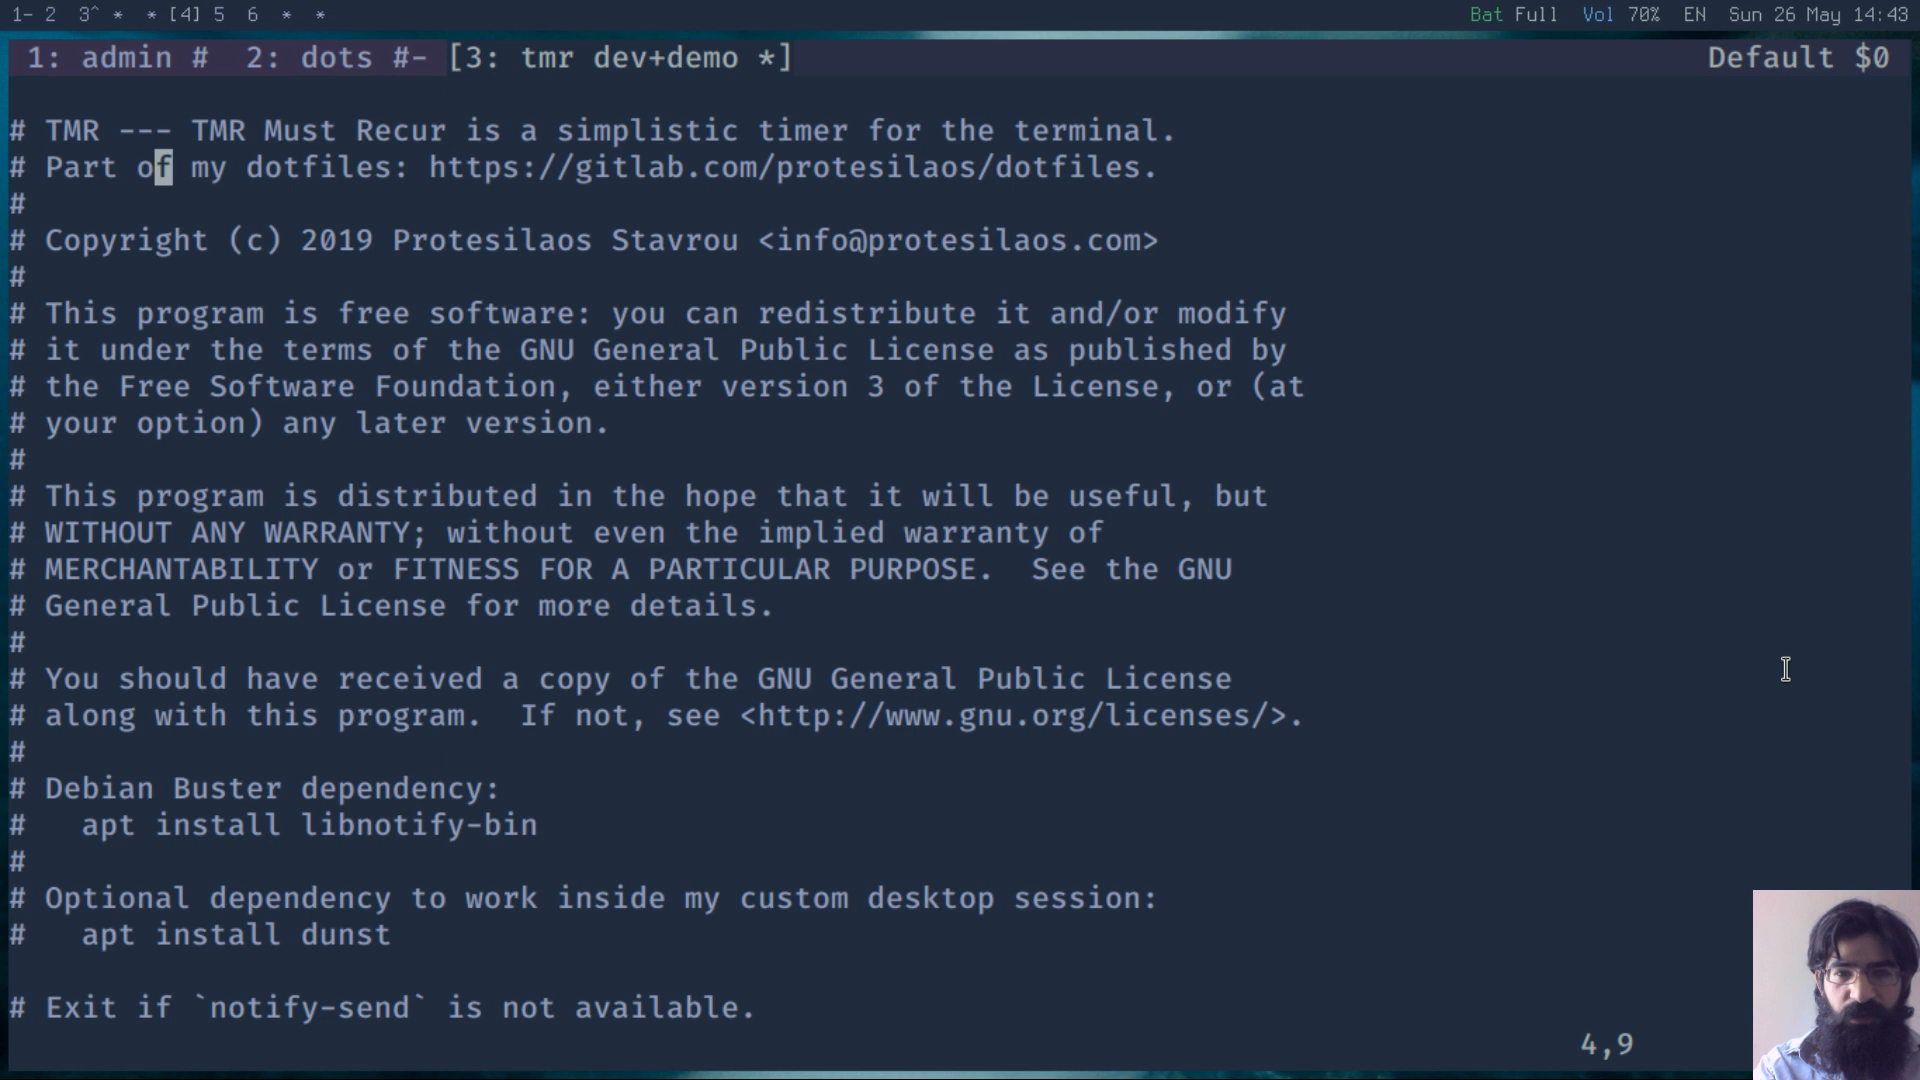 1- 2  3^ *  * [4] 5  6  *  *   Bat Full  Vol 70%  EN  Sun 26 May 14:43
1: admin #  2: dots #- [3: tmr dev+demo *]   Default $0
# TMR --- TMR Must Recur is a simplistic timer for the terminal.
# Part of my dotfiles: https://gitlab.com/protesilaos/dotfiles.
#
# Copyright (c) 2019 Protesilaos Stavrou <info@protesilaos.com>
#
# This program is free software: you can redistribute it and/or modify
# it under the terms of the GNU General Public License as published by
# the Free Software Foundation, either version 3 of the License, or (at
# your option) any later version.
#
# This program is distributed in the hope that it will be useful, but
# WITHOUT ANY WARRANTY; without even the implied warranty of
# MERCHANTABILITY or FITNESS FOR A PARTICULAR PURPOSE.  See the GNU
# General Public License for more details.
#
# You should have received a copy of the GNU General Public License
# along with this program.  If not, see <http://www.gnu.org/licenses/>.
#
# Debian Buster dependency:
#   apt install libnotify-bin
#
# Optional dependency to work inside my custom desktop session:
#   apt install dunst
# Exit if `notify-send` is not available.
4,9